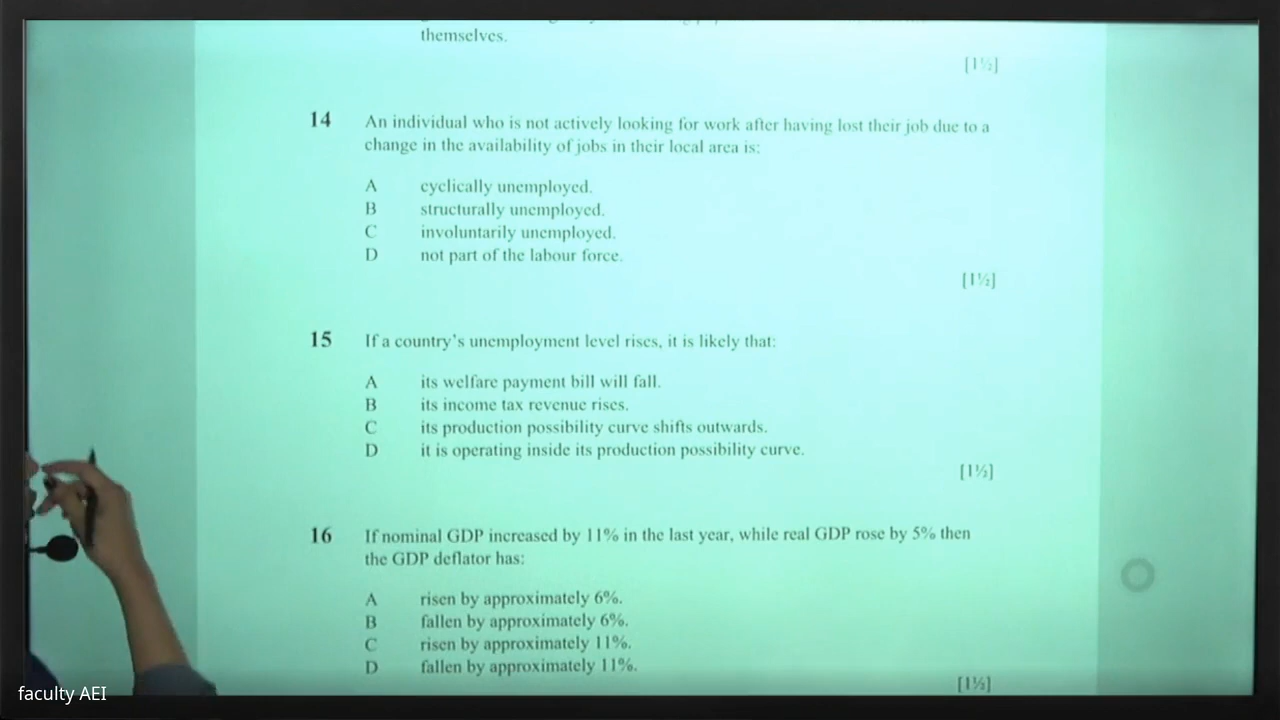 themselves.
[1½]
14 An individual who is not actively looking for work after having lost their job due to a
change in the availability of jobs in their local area is:
A cyclically unemployed.
B structurally unemployed.
C involuntarily unemployed.
D not part of the labour force.
[1½]
15 If a country's unemployment level rises, it is likely that:
A its welfare payment bill will fall.
B its income tax revenue rises.
C its production possibility curve shifts outwards.
D it is operating inside its production possibility curve.
[1½]
16 If nominal GDP increased by 11% in the last year, while real GDP rose by 5% then
the GDP deflator has:
A risen by approximately 6%.
B fallen by approximately 6%.
C risen by approximately 11%.
D fallen by approximately 11%.
[1½]
faculty AEI